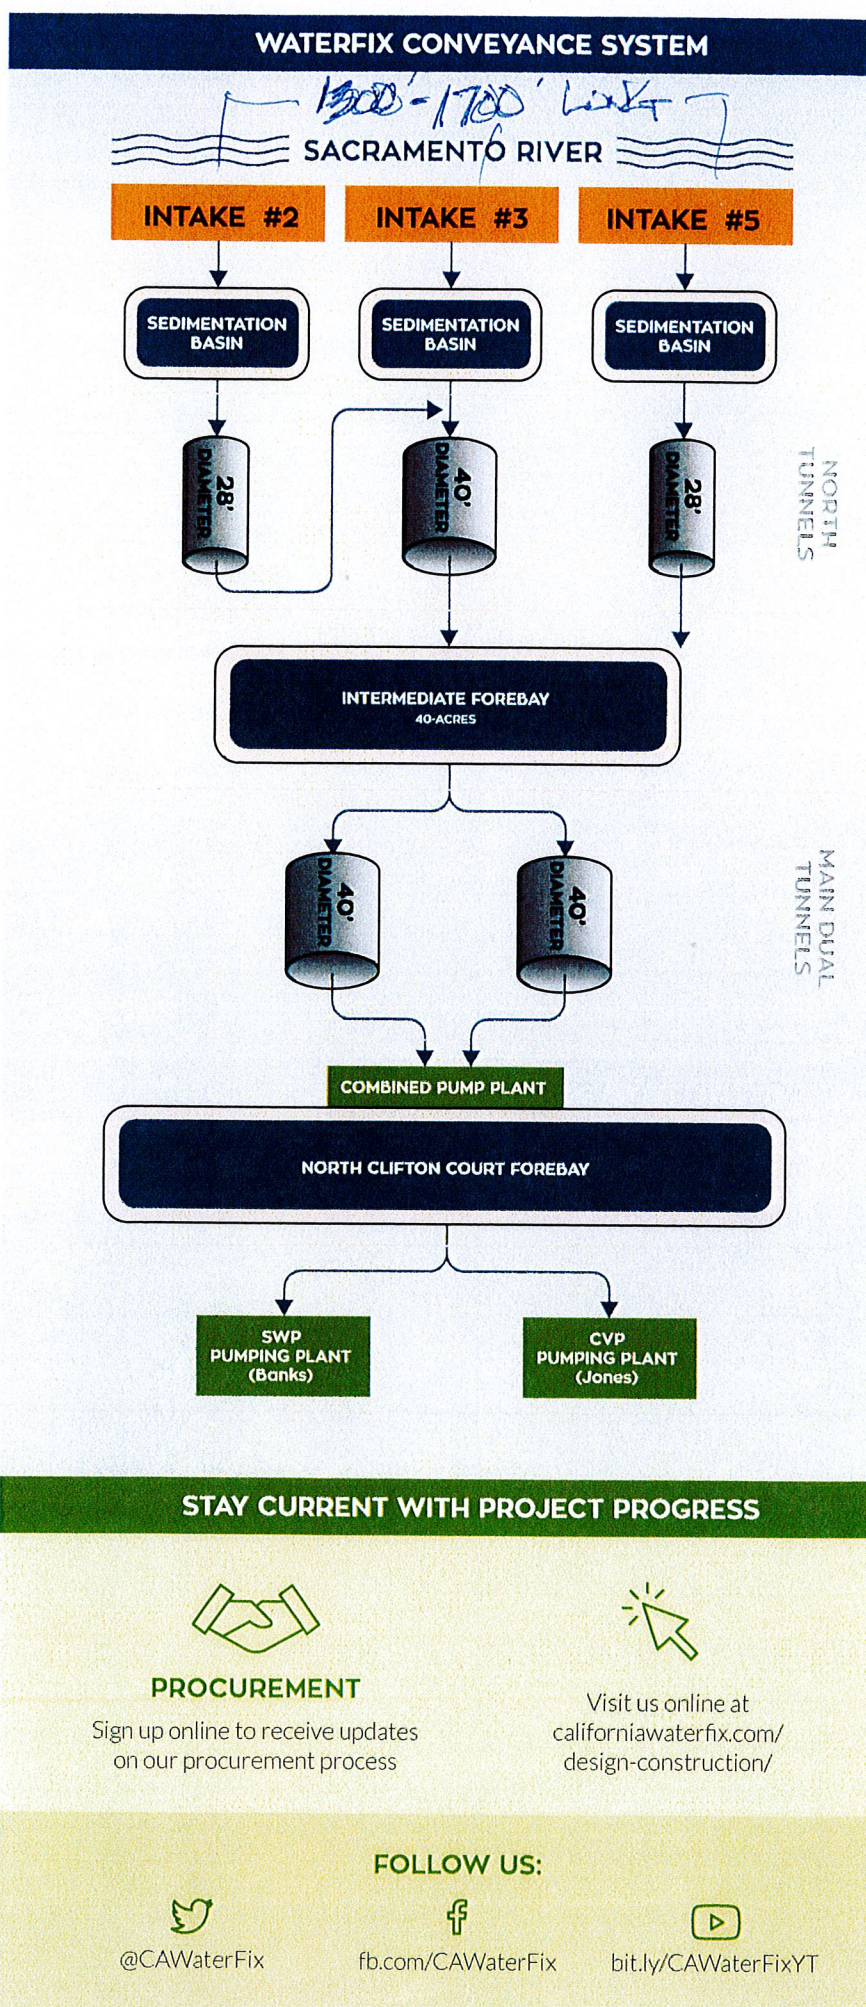 WATERFIX CONVEYANCE SYSTEM
1300'-1700' LONG
SACRAMENTO RIVER
INTAKE #2
INTAKE #3
INTAKE #5
SEDIMENTATION
BASIN
SEDIMENTATION
BASIN
SEDIMENTATION
BASIN
28'
DIAMETER
40'
DIAMETER
28'
DIAMETER
NORTH
TUNNELS
INTERMEDIATE FOREBAY
40-ACRES
40'
DIAMETER
40'
DIAMETER
MAIN DUAL
TUNNELS
COMBINED PUMP PLANT
NORTH CLIFTON COURT FOREBAY
SWP
PUMPING PLANT
(Banks)
CVP
PUMPING PLANT
(Jones)
STAY CURRENT WITH PROJECT PROGRESS
PROCUREMENT
Sign up online to receive updates
on our procurement process
Visit us online at
californiawaterfix.com/
design-construction/
FOLLOW US:
@CAWaterFix
fb.com/CAWaterFix
bit.ly/CAWaterFixYT